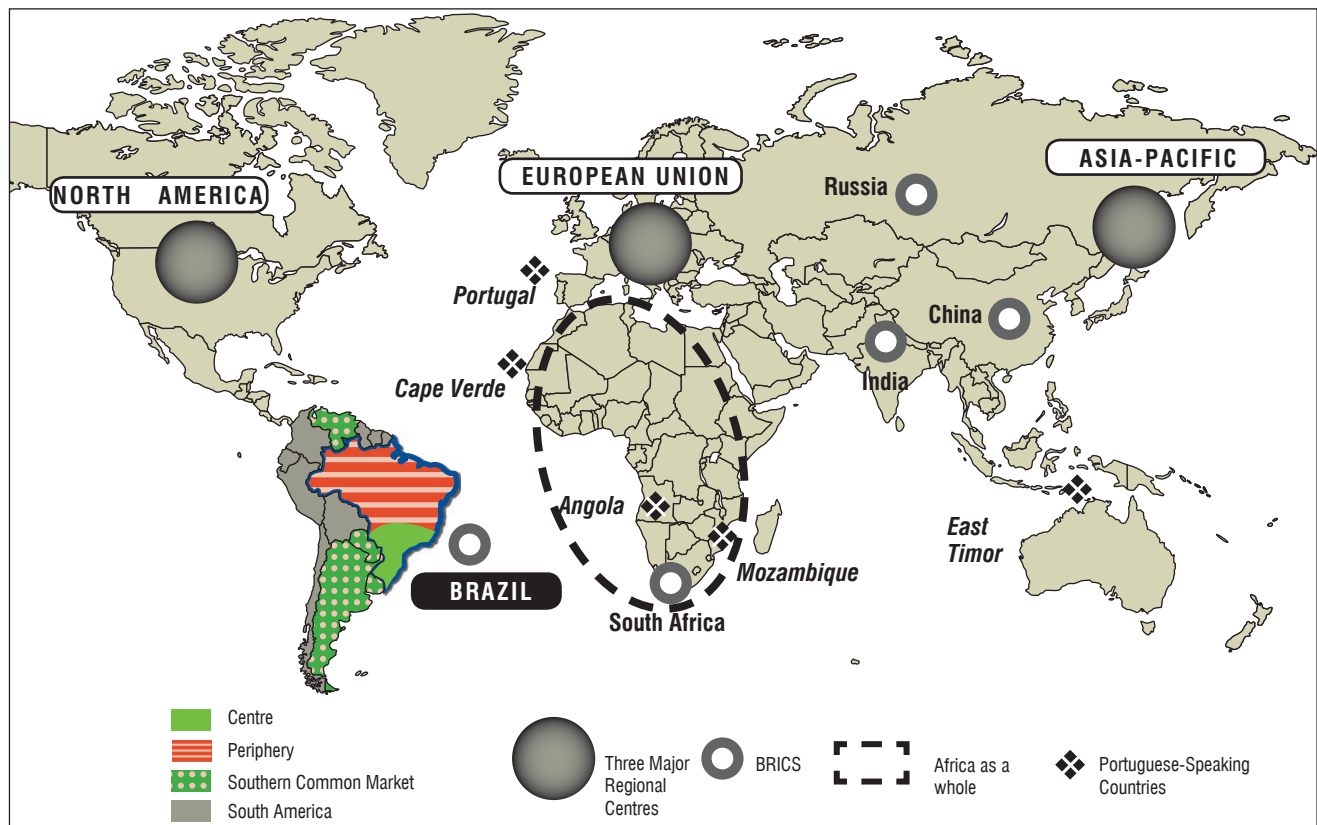 NORTH AMERICA
EUROPEAN UNION
ASIA-PACIFIC
Russia
Portugal
China
India
Cape Verde
Angola
East
Timor
Mozambique
BRAZIL
South Africa
Centre
Periphery
Southern Common Market
South America
Three Major
Regional
Centres
BRICS
Africa as a
whole
Portuguese-Speaking
Countries